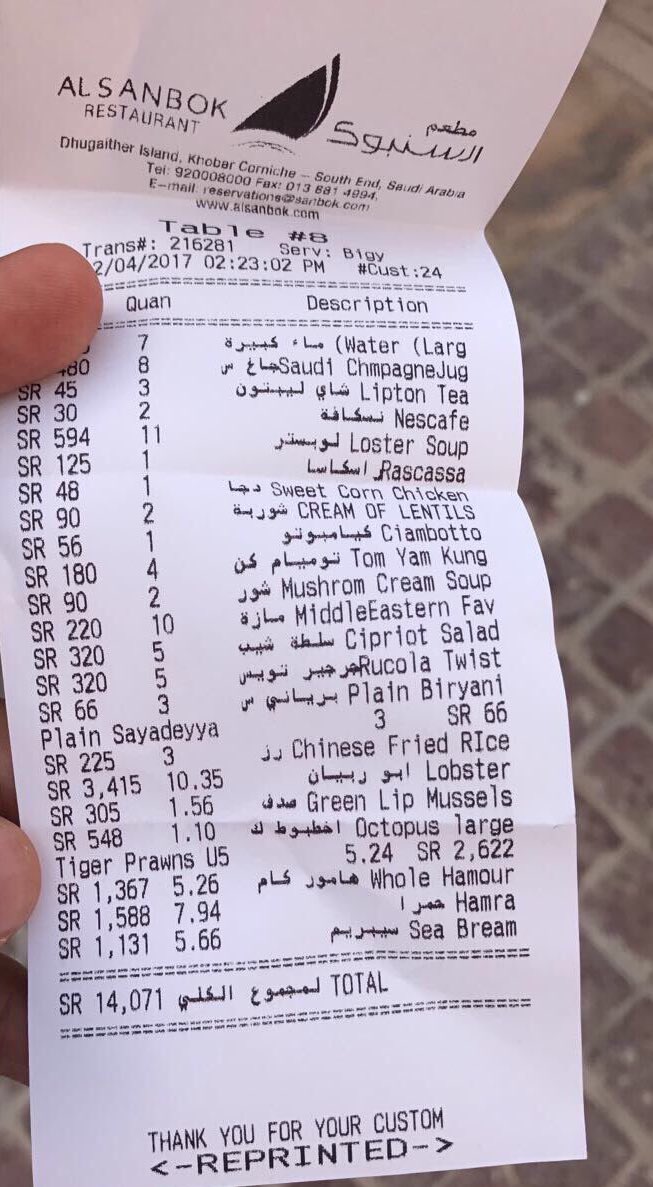 ALSANBOK
RESTAURANT
مطعم
السنبوك
Dhugaither Island, Khobar Corniche – South End, Saudi Arabia
Tel: 920008000 Fax: 013 881 4994,
E-mail: reservations@sanbok.com
www.alsanbok.com
Table #8
Trans#: 216281 Serv: Bigy
2/04/2017 02:23:02 PM #Cust:24
Quan Description
7 ماء كبيرة (Water (Larg
480 8 جاغ س Saudi ChmpagneJug
SR 45 3 شاي ليبتون Lipton Tea
SR 30 2 نسكافة Nescafe
SR 594 11 لوبستر Loster Soup
SR 125 1 اسكاسا Rascassa
SR 48 1 دجا Sweet Corn Chicken
SR 90 2 شوربة CREAM OF LENTILS
SR 56 1 كيامبوتو Ciambotto
SR 180 4 توميام كن Tom Yam Kung
SR 90 2 شور Mushrom Cream Soup
SR 220 10 مازة MiddleEastern Fav
SR 320 5 سلطة شيب Cipriot Salad
SR 320 5 جرجير تويس Rucola Twist
SR 66 3 برياني س Plain Biryani
Plain Sayadeyya 3 SR 66
SR 225 3 رز Chinese Fried RIce
SR 3,415 10.35 ابو ربيان Lobster
SR 305 1.56 صدف Green Lip Mussels
SR 548 1.10 اخطبوط لك Octopus large
Tiger Prawns U5 5.24 SR 2,622
SR 1,367 5.26 هامور كام Whole Hamour
SR 1,588 7.94 حمرا Hamra
SR 1,131 5.66 سيبريم Sea Bream
SR 14,071 لمجموع الكلي TOTAL
THANK YOU FOR YOUR CUSTOM
<-REPRINTED->